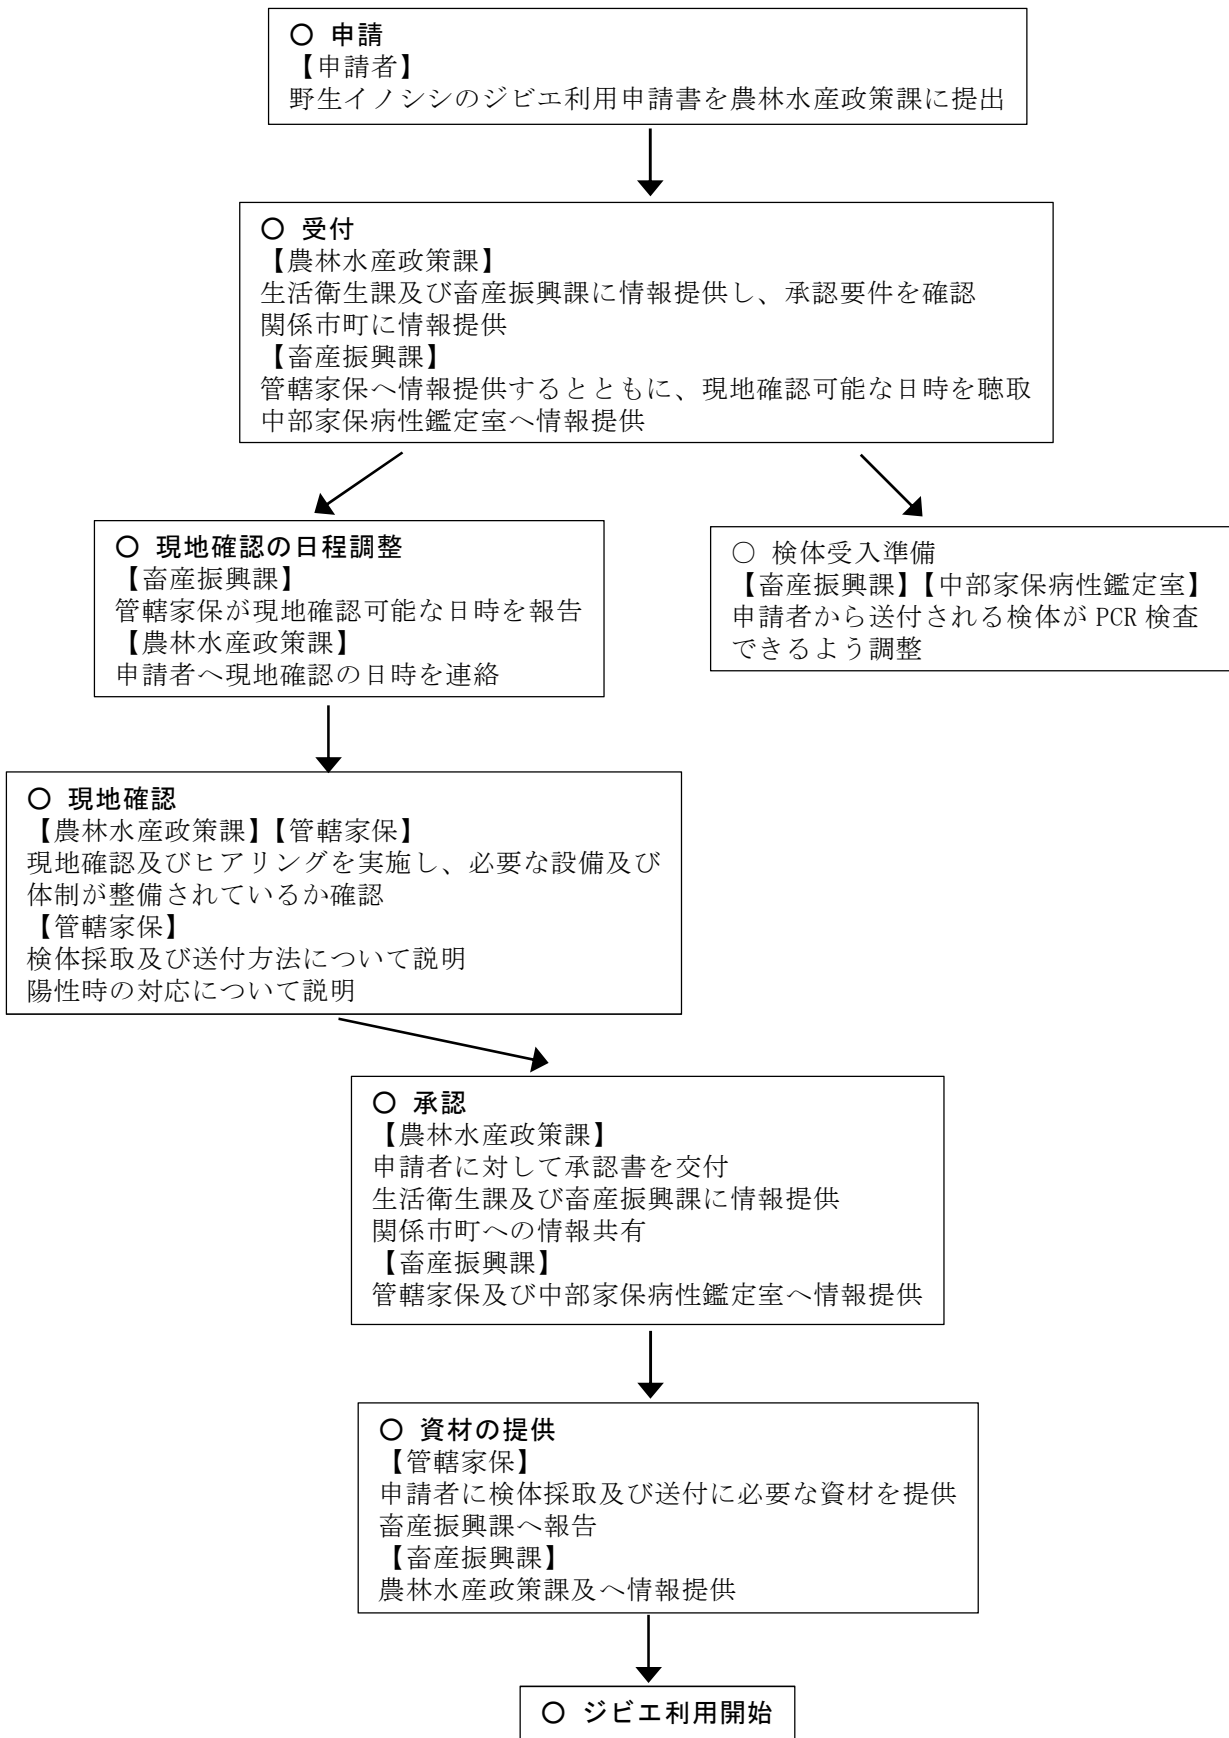 ○ 申請
【申請者】
野生イノシシのジビエ利用申請書を農林水産政策課に提出
○ 受付
【農林水産政策課】
生活衛生課及び畜産振興課に情報提供し、承認要件を確認
関係市町に情報提供
【畜産振興課】
管轄家保へ情報提供するとともに、現地確認可能な日時を聴取
中部家保病性鑑定室へ情報提供
○ 現地確認の日程調整
【畜産振興課】
管轄家保が現地確認可能な日時を報告
【農林水産政策課】
申請者へ現地確認の日時を連絡
○ 検体受入準備
【畜産振興課】【中部家保病性鑑定室】
申請者から送付される検体が PCR 検査
できるよう調整
○ 現地確認
【農林水産政策課】【管轄家保】
現地確認及びヒアリングを実施し、必要な設備及び
体制が整備されているか確認
【管轄家保】
検体採取及び送付方法について説明
陽性時の対応について説明
○ 承認
【農林水産政策課】
申請者に対して承認書を交付
生活衛生課及び畜産振興課に情報提供
関係市町への情報共有
【畜産振興課】
管轄家保及び中部家保病性鑑定室へ情報提供
○ 資材の提供
【管轄家保】
申請者に検体採取及び送付に必要な資材を提供
畜産振興課へ報告
【畜産振興課】
農林水産政策課及へ情報提供
○ ジビエ利用開始